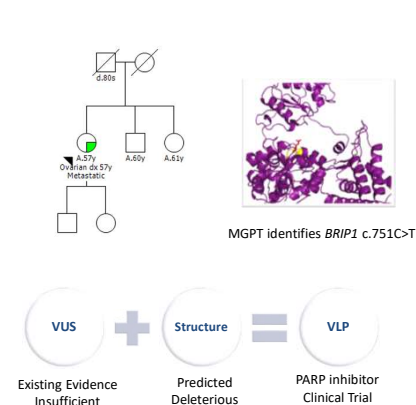 d.80s
A.57y
A.60y
A.61y
Ovarian dx 57y
Metastatic
MGPT identifies BRIP1 c.751C>T
VUS
Structure
VLP
Existing Evidence
Insufficient
Predicted
Deleterious
PARP inhibitor
Clinical Trial